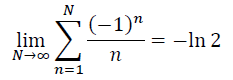 lim_{N→∞} ∑_{n=1}^{N} (-1)^n / n = -ln 2